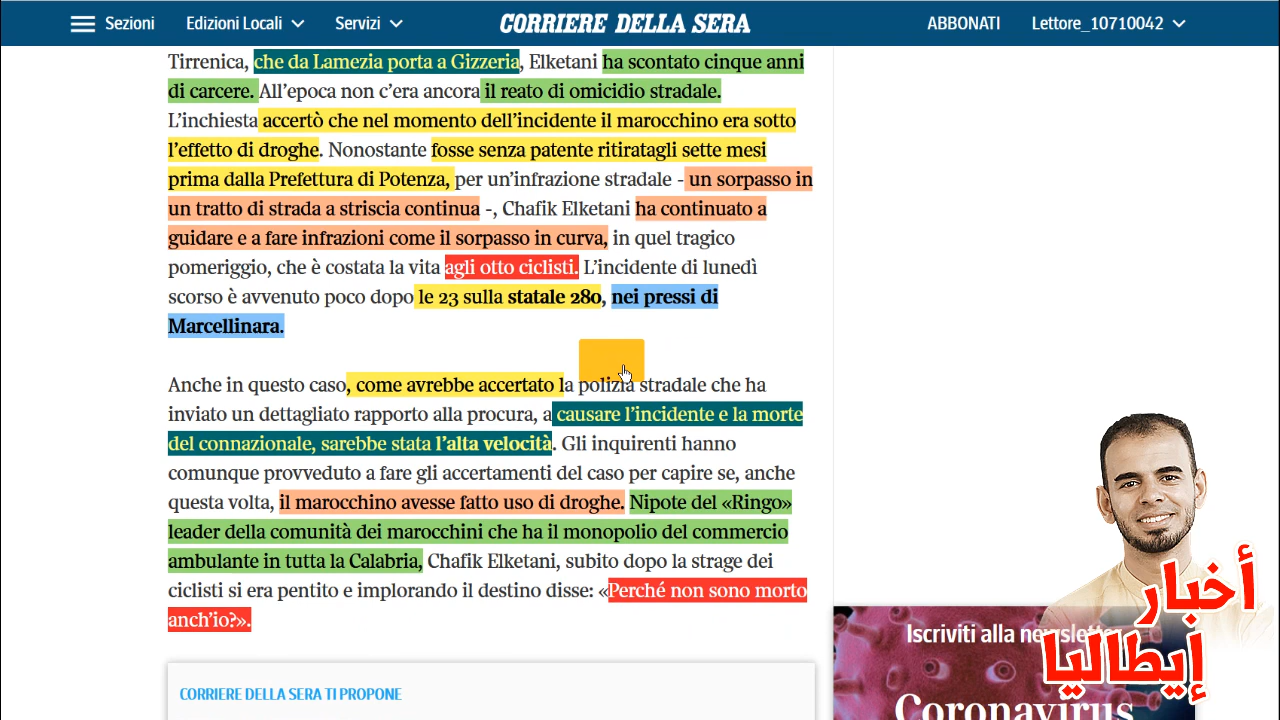 Sezioni
Edizioni Locali
Servizi
CORRIERE DELLA SERA
ABBONATI
Lettore_10710042
Tirrenica, che da Lamezia porta a Gizzeria, Elketani ha scontato cinque anni
di carcere. All’epoca non c’era ancora il reato di omicidio stradale.
L’inchiesta accertò che nel momento dell’incidente il marocchino era sotto
l’effetto di droghe. Nonostante fosse senza patente ritiratagli sette mesi
prima dalla Prefettura di Potenza, per un’infrazione stradale - un sorpasso in
un tratto di strada a striscia continua -, Chafik Elketani ha continuato a
guidare e a fare infrazioni come il sorpasso in curva, in quel tragico
pomeriggio, che è costata la vita agli otto ciclisti. L’incidente di lunedì
scorso è avvenuto poco dopo le 23 sulla statale 280, nei pressi di
Marcellinara.
Anche in questo caso, come avrebbe accertato la polizia stradale che ha
inviato un dettagliato rapporto alla procura, a causare l’incidente e la morte
del connazionale, sarebbe stata l’alta velocità. Gli inquirenti hanno
comunque provveduto a fare gli accertamenti del caso per capire se, anche
questa volta, il marocchino avesse fatto uso di droghe. Nipote del «Ringo»
leader della comunità dei marocchini che ha il monopolio del commercio
ambulante in tutta la Calabria, Chafik Elketani, subito dopo la strage dei
ciclisti si era pentito e implorando il destino disse: «Perché non sono morto
anch’io?».
CORRIERE DELLA SERA TI PROPONE
Iscriviti alla newsletter
Coronavirus
أخبار
إيطاليا